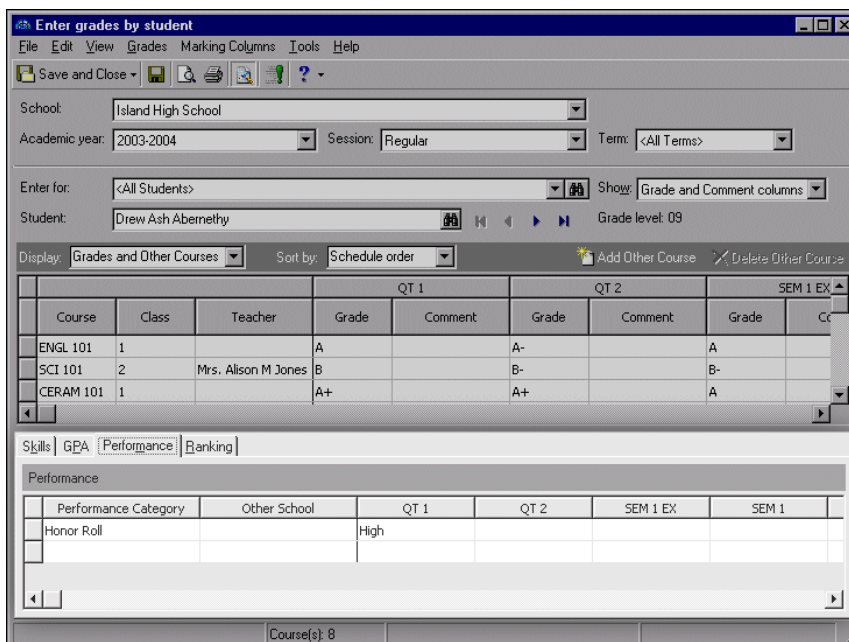 Enter grades by student
File Edit View Grades Marking Columns Tools Help
Save and Close ?
School: Island High School
Academic year: 2003-2004 Session: Regular Term: <All Terms>
Enter for: <All Students> Show: Grade and Comment columns
Student: Drew Ash Abernethy Grade level: 09
Display: Grades and Other Courses Sort by: Schedule order Add Other Course Delete Other Course
QT 1 QT 2 SEM 1 EX
Course Class Teacher Grade Comment Grade Comment Grade Co
ENGL 101 1 A A- A
SCI 101 2 Mrs. Alison M Jones B B- B-
CERAM 101 1 A+ A+ A
Skills GPA Performance Ranking
Performance
Performance Category Other School QT 1 QT 2 SEM 1 EX SEM 1
Honor Roll High
Course(s): 8